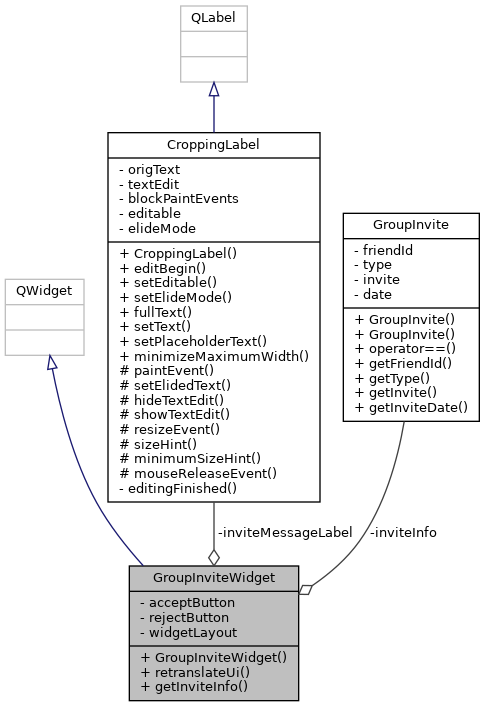 QLabel
CroppingLabel
- origText
- textEdit
- blockPaintEvents
- editable
- elideMode
+ CroppingLabel()
+ editBegin()
+ setEditable()
+ setElideMode()
+ fullText()
+ setText()
+ setPlaceholderText()
+ minimizeMaximumWidth()
# paintEvent()
# setElidedText()
# hideTextEdit()
# showTextEdit()
# resizeEvent()
# sizeHint()
# minimumSizeHint()
# mouseReleaseEvent()
- editingFinished()
GroupInvite
- friendId
- type
- invite
- date
+ GroupInvite()
+ GroupInvite()
+ operator==()
+ getFriendId()
+ getType()
+ getInvite()
+ getInviteDate()
QWidget
-inviteMessageLabel
-inviteInfo
GroupInviteWidget
- acceptButton
- rejectButton
- widgetLayout
+ GroupInviteWidget()
+ retranslateUi()
+ getInviteInfo()